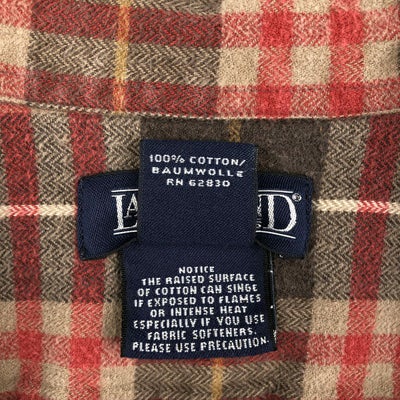 100% COTTON/
BAUMWOLLE
RN 62830
NOTICE
THE RAISED SURFACE
OF COTTON CAN SINGE
IF EXPOSED TO FLAMES
OR INTENSE HEAT
ESPECIALLY IF YOU USE
FABRIC SOFTENERS.
PLEASE USE PRECAUTION.